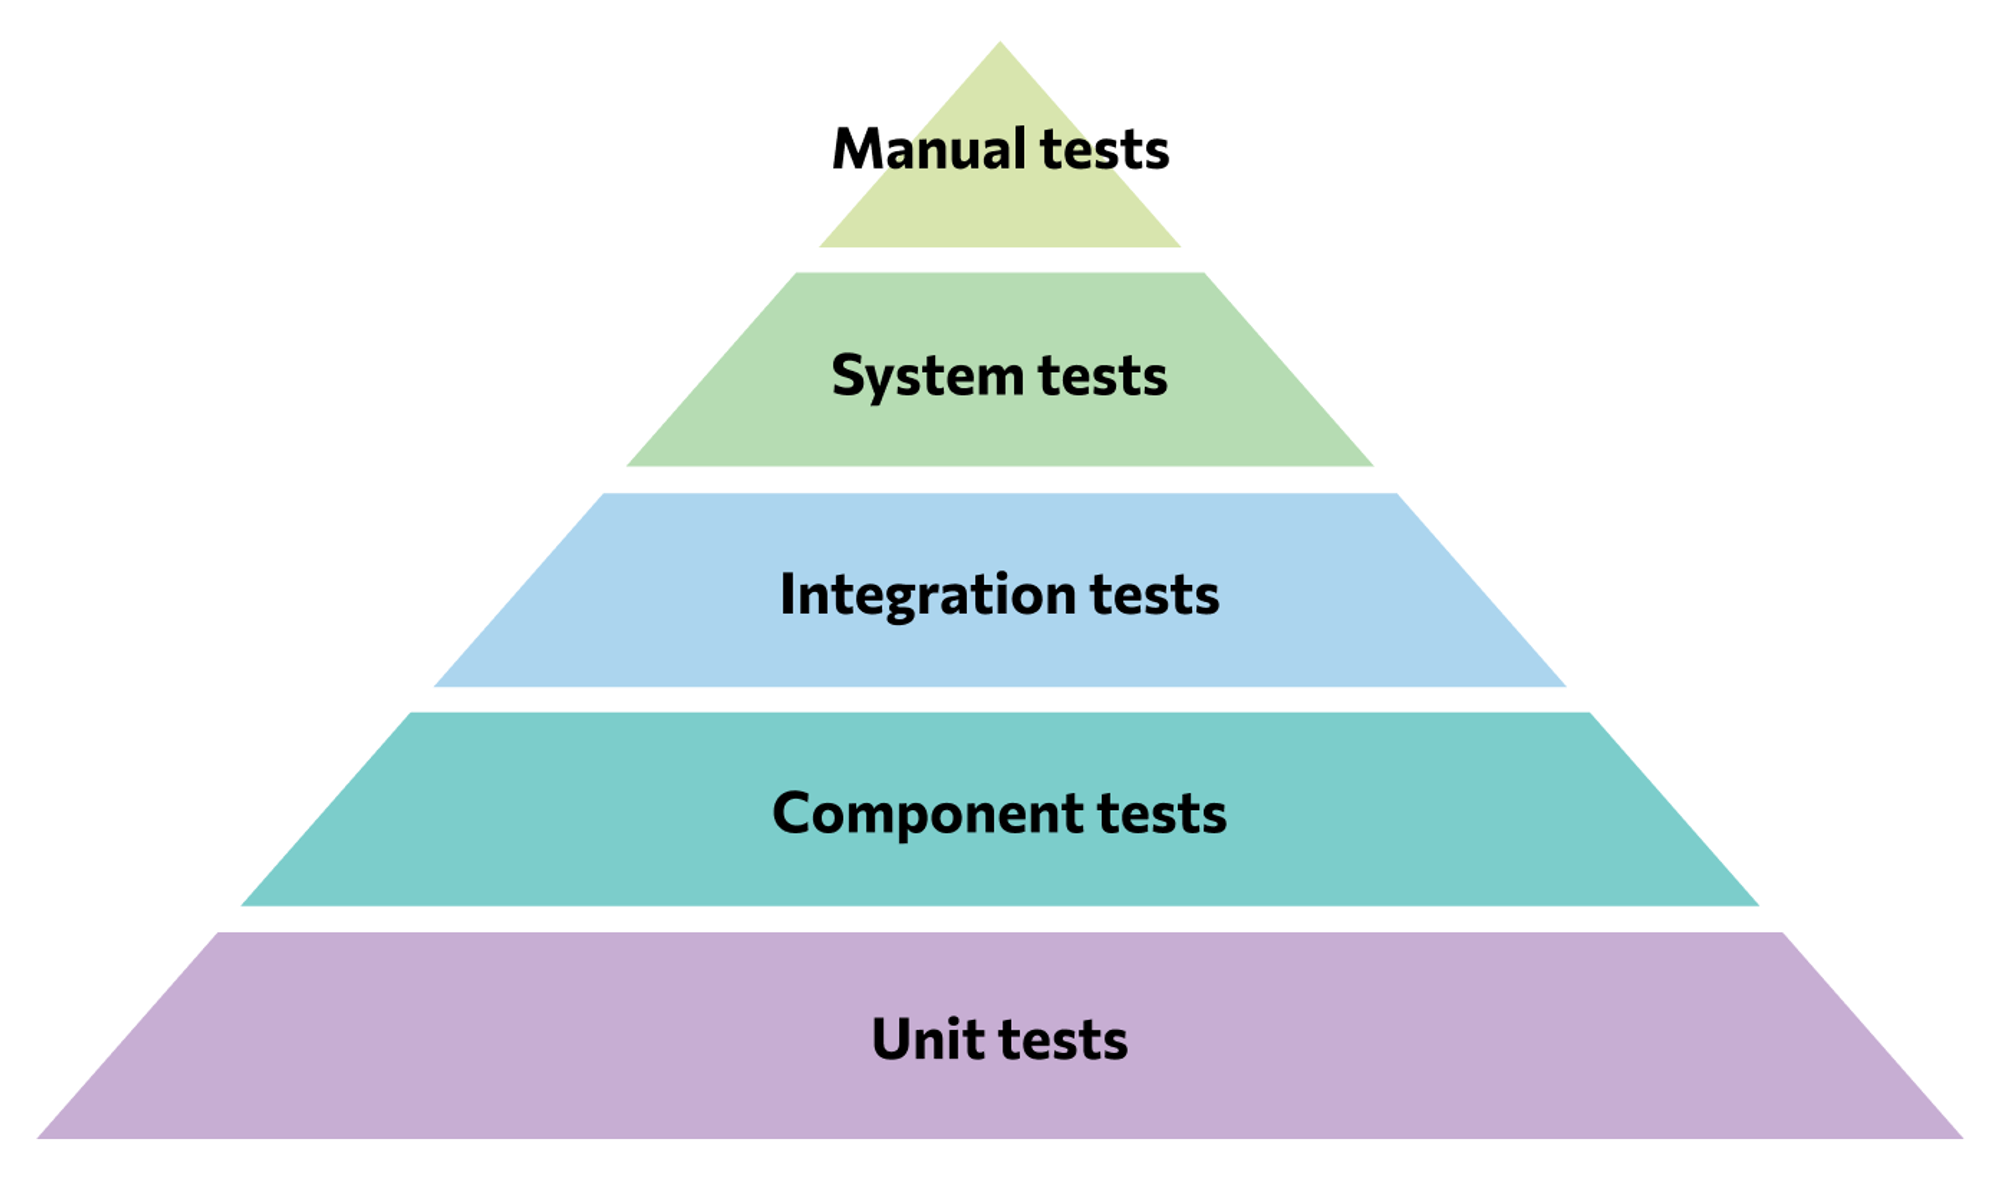 Manual tests
System tests
Integration tests
Component tests
Unit tests